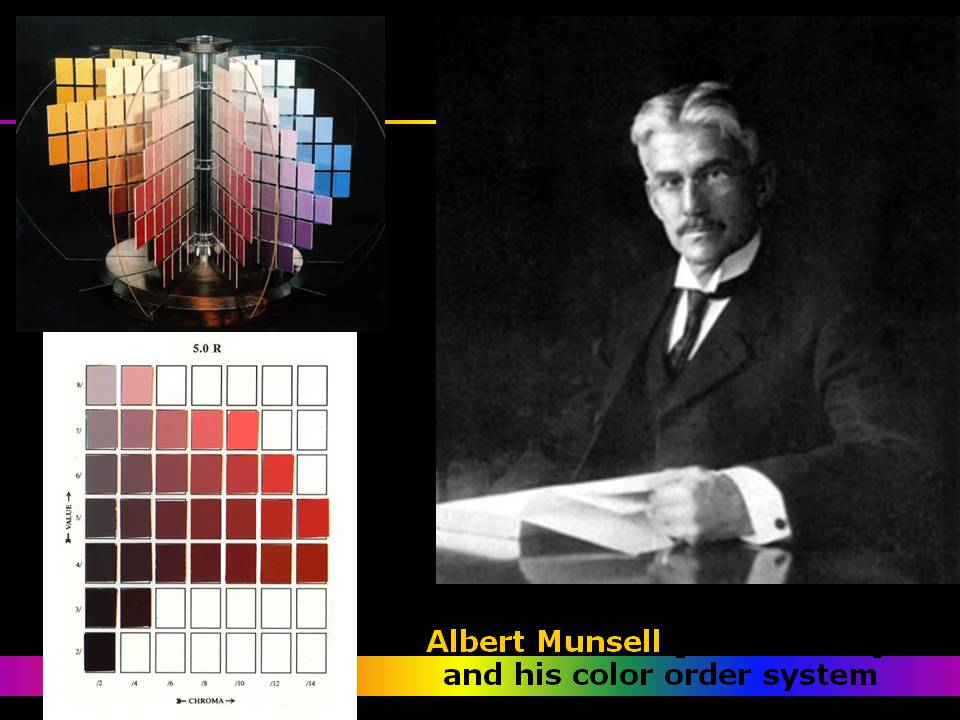 5.0 R
8/
7/
6/
5/
4/
3/
2/
VALUE
/2 /4 /6 /8 /10 /12 /14
CHROMA
Albert Munsell
and his color order system